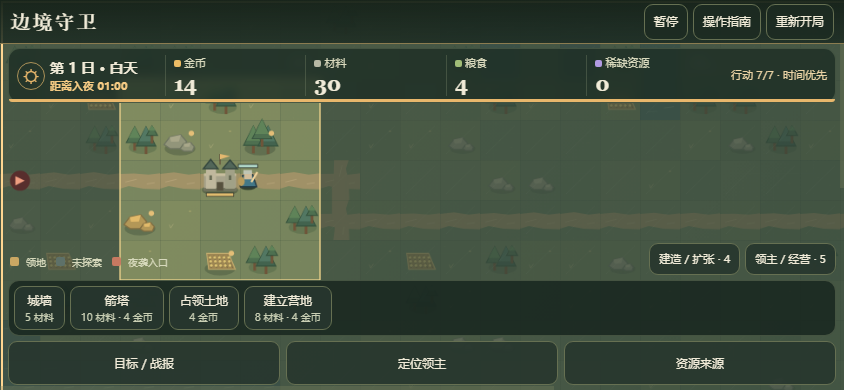 边境守卫
暂停
操作指南
重新开局
第 1 日 • 白天
距离入夜 01:00
金币
14
材料
30
粮食
4
稀缺资源
0
行动 7/7 · 时间优先
领地
未探索
夜袭入口
建造 / 扩张 · 4
领主 / 经营 · 5
城墙
5 材料
箭塔
10 材料 · 4 金币
占领土地
4 金币
建立营地
8 材料 · 4 金币
目标 / 战报
定位领主
资源来源